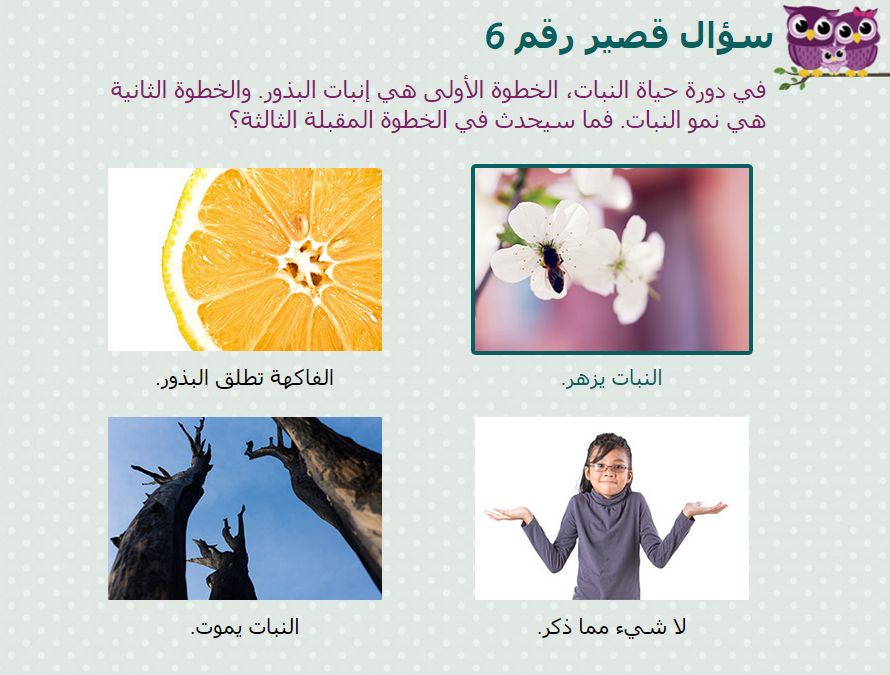 سؤال قصير رقم 6
في دورة حياة النبات، الخطوة الأولى هي إنبات البذور. والخطوة الثانية
هي نمو النبات. فما سيحدث في الخطوة المقبلة الثالثة؟
النبات يزهر.
الفاكهة تطلق البذور.
لا شيء مما ذكر.
النبات يموت.